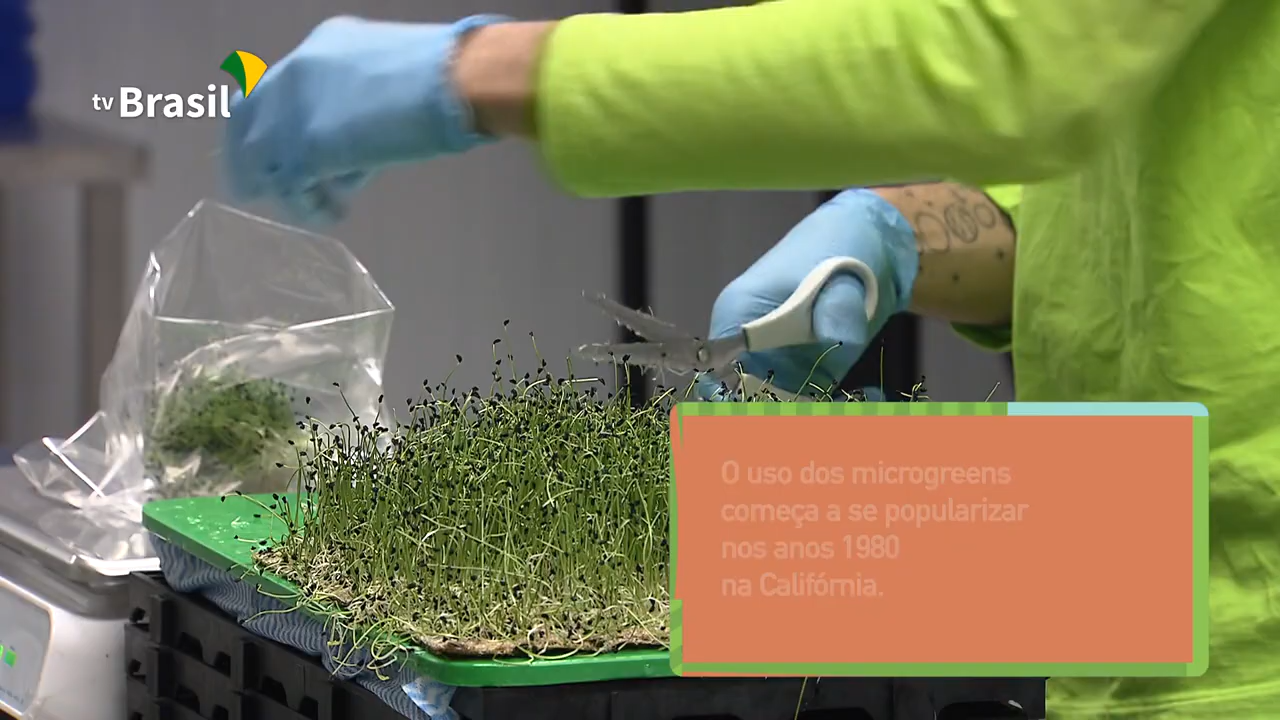 tv Brasil
O uso dos microgreens
começa a se popularizar
nos anos 1980
na Califórnia.